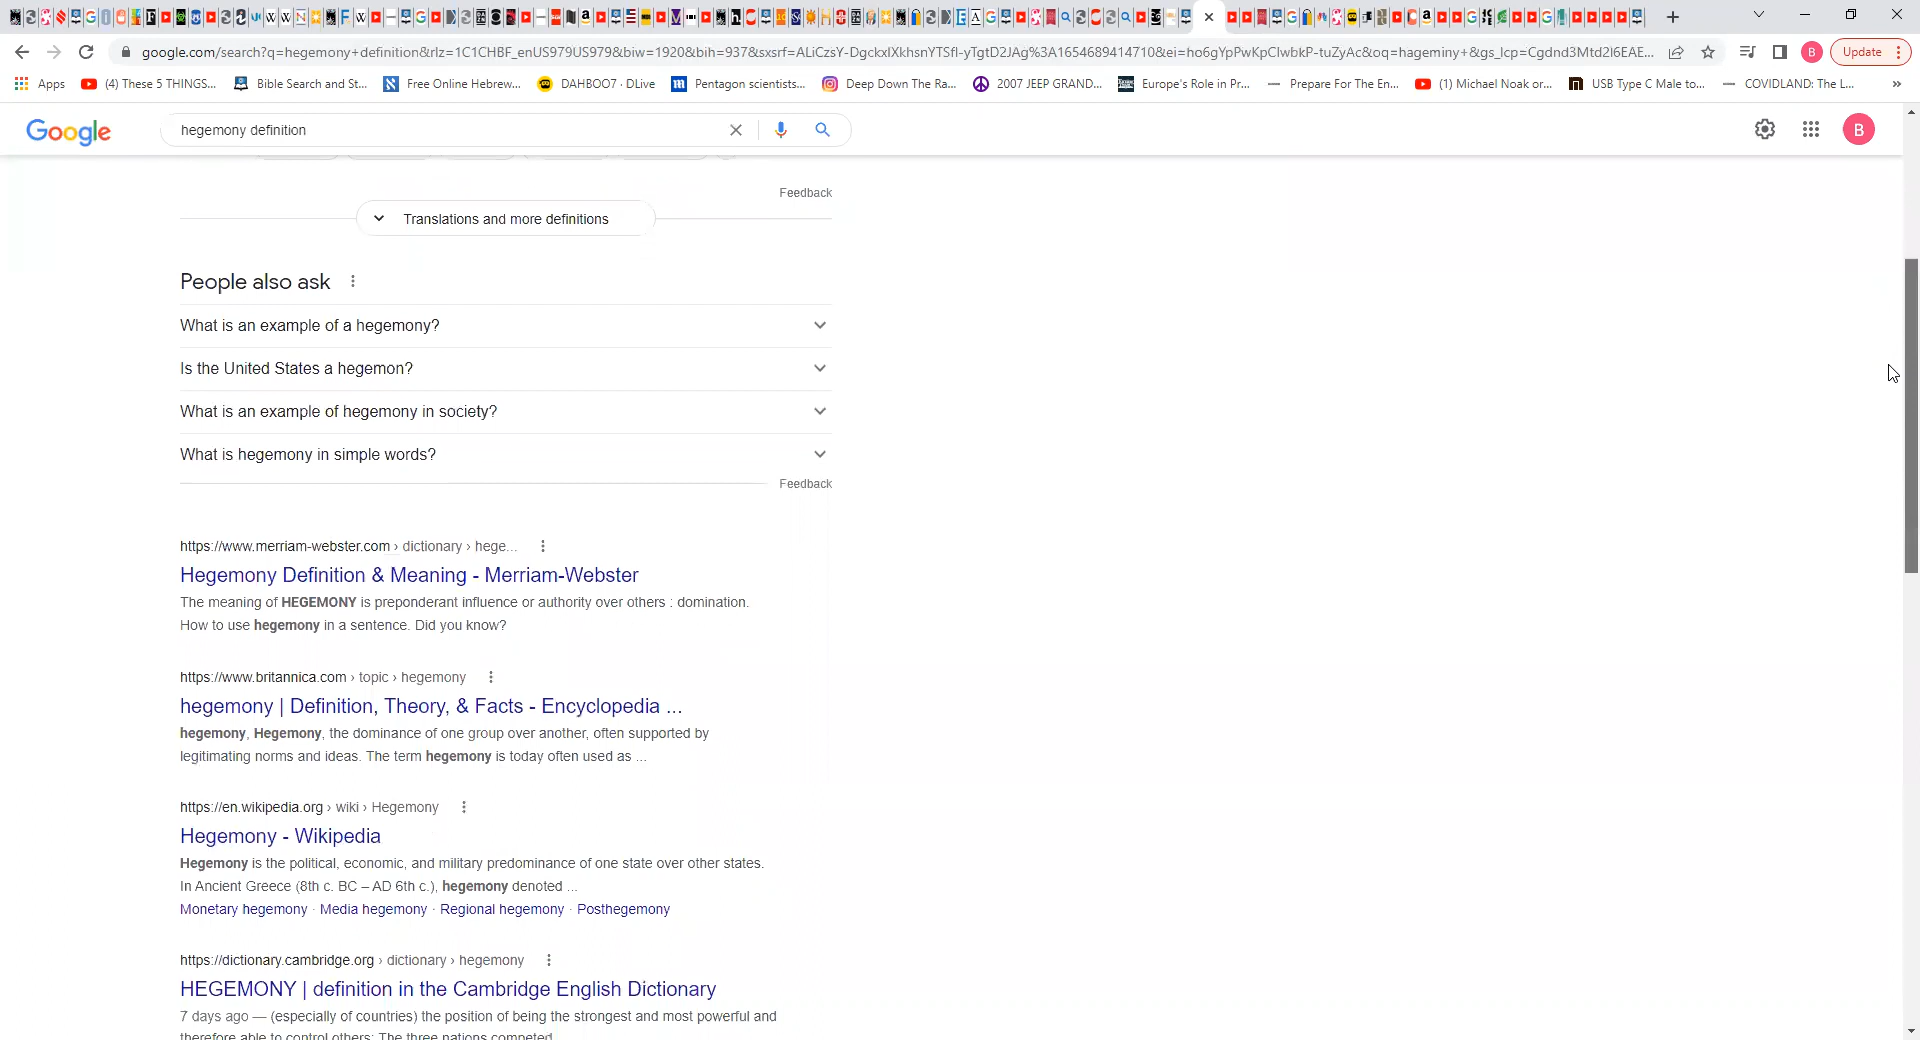 google.com/search?q=hegemony+definition&rlz=1C1CHBF_enUS979US979&biw=1920&bih=937&sxsrf=ALiCzsY-DgckxIXkhsnYTSfI-yTgtD2JAg%3A1654689414710&ei=ho6gYpPwKpCIwbkP-tuZyAc&oq=hageminy+&gs_lcp=Cgdnd3Mtd2l6EAE...
Update
Apps
(4) These 5 THINGS...
Bible Search and St...
Free Online Hebrew...
DAHBOO7 · DLive
Pentagon scientists...
Deep Down The Ra...
2007 JEEP GRAND...
Europe's Role in Pr...
Prepare For The En...
(1) Michael Noak or...
USB Type C Male to...
COVIDLAND: The L...
»
Google
hegemony definition
B
Feedback
Translations and more definitions
People also ask
What is an example of a hegemony?
Is the United States a hegemon?
What is an example of hegemony in society?
What is hegemony in simple words?
Feedback
https://www.merriam-webster.com › dictionary › hege...
Hegemony Definition & Meaning - Merriam-Webster
The meaning of HEGEMONY is preponderant influence or authority over others : domination.
How to use hegemony in a sentence. Did you know?
https://www.britannica.com › topic › hegemony
hegemony | Definition, Theory, & Facts - Encyclopedia ...
hegemony, Hegemony, the dominance of one group over another, often supported by
legitimating norms and ideas. The term hegemony is today often used as ...
https://en.wikipedia.org › wiki › Hegemony
Hegemony - Wikipedia
Hegemony is the political, economic, and military predominance of one state over other states.
In Ancient Greece (8th c. BC – AD 6th c.), hegemony denoted ...
Monetary hegemony · Media hegemony · Regional hegemony · Posthegemony
https://dictionary.cambridge.org › dictionary › hegemony
HEGEMONY | definition in the Cambridge English Dictionary
7 days ago — (especially of countries) the position of being the strongest and most powerful and
therefore able to control others: The three nations competed